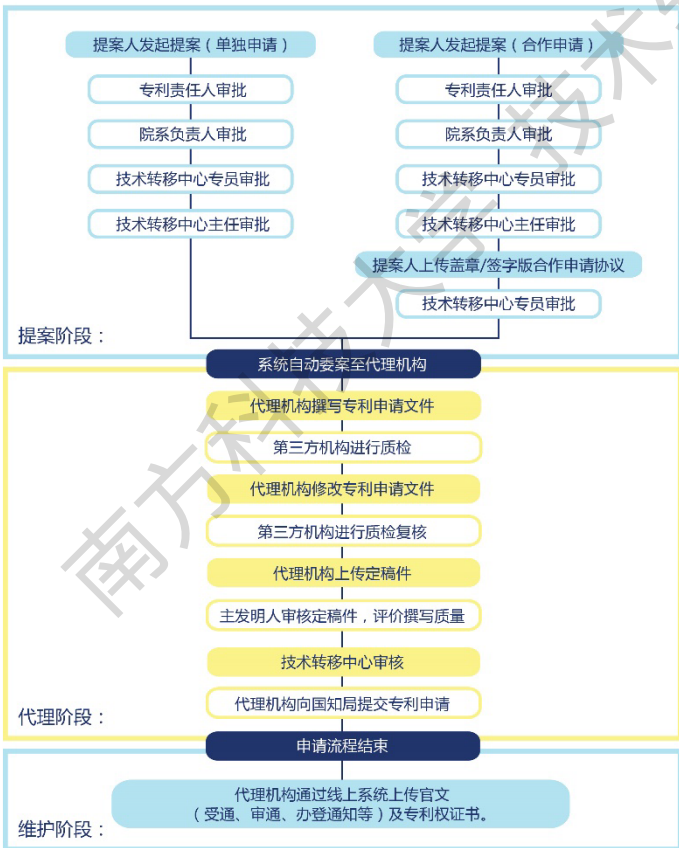 提案人发起提案（单独申请）
专利责任人审批
院系负责人审批
技术转移中心专员审批
技术转移中心主任审批
提案人发起提案（合作申请）
专利责任人审批
院系负责人审批
技术转移中心专员审批
技术转移中心主任审批
提案人上传盖章/签字版合作申请协议
技术转移中心专员审批
提案阶段：
系统自动委案至代理机构
代理机构撰写专利申请文件
第三方机构进行质检
代理机构修改专利申请文件
第三方机构进行质检复核
代理机构上传定稿件
主发明人审核定稿件，评价撰写质量
技术转移中心审核
代理机构向国知局提交专利申请
代理阶段：
申请流程结束
代理机构通过线上系统上传官文
（受通、审通、办登通知等）及专利权证书。
维护阶段：
南方科技大学 技术